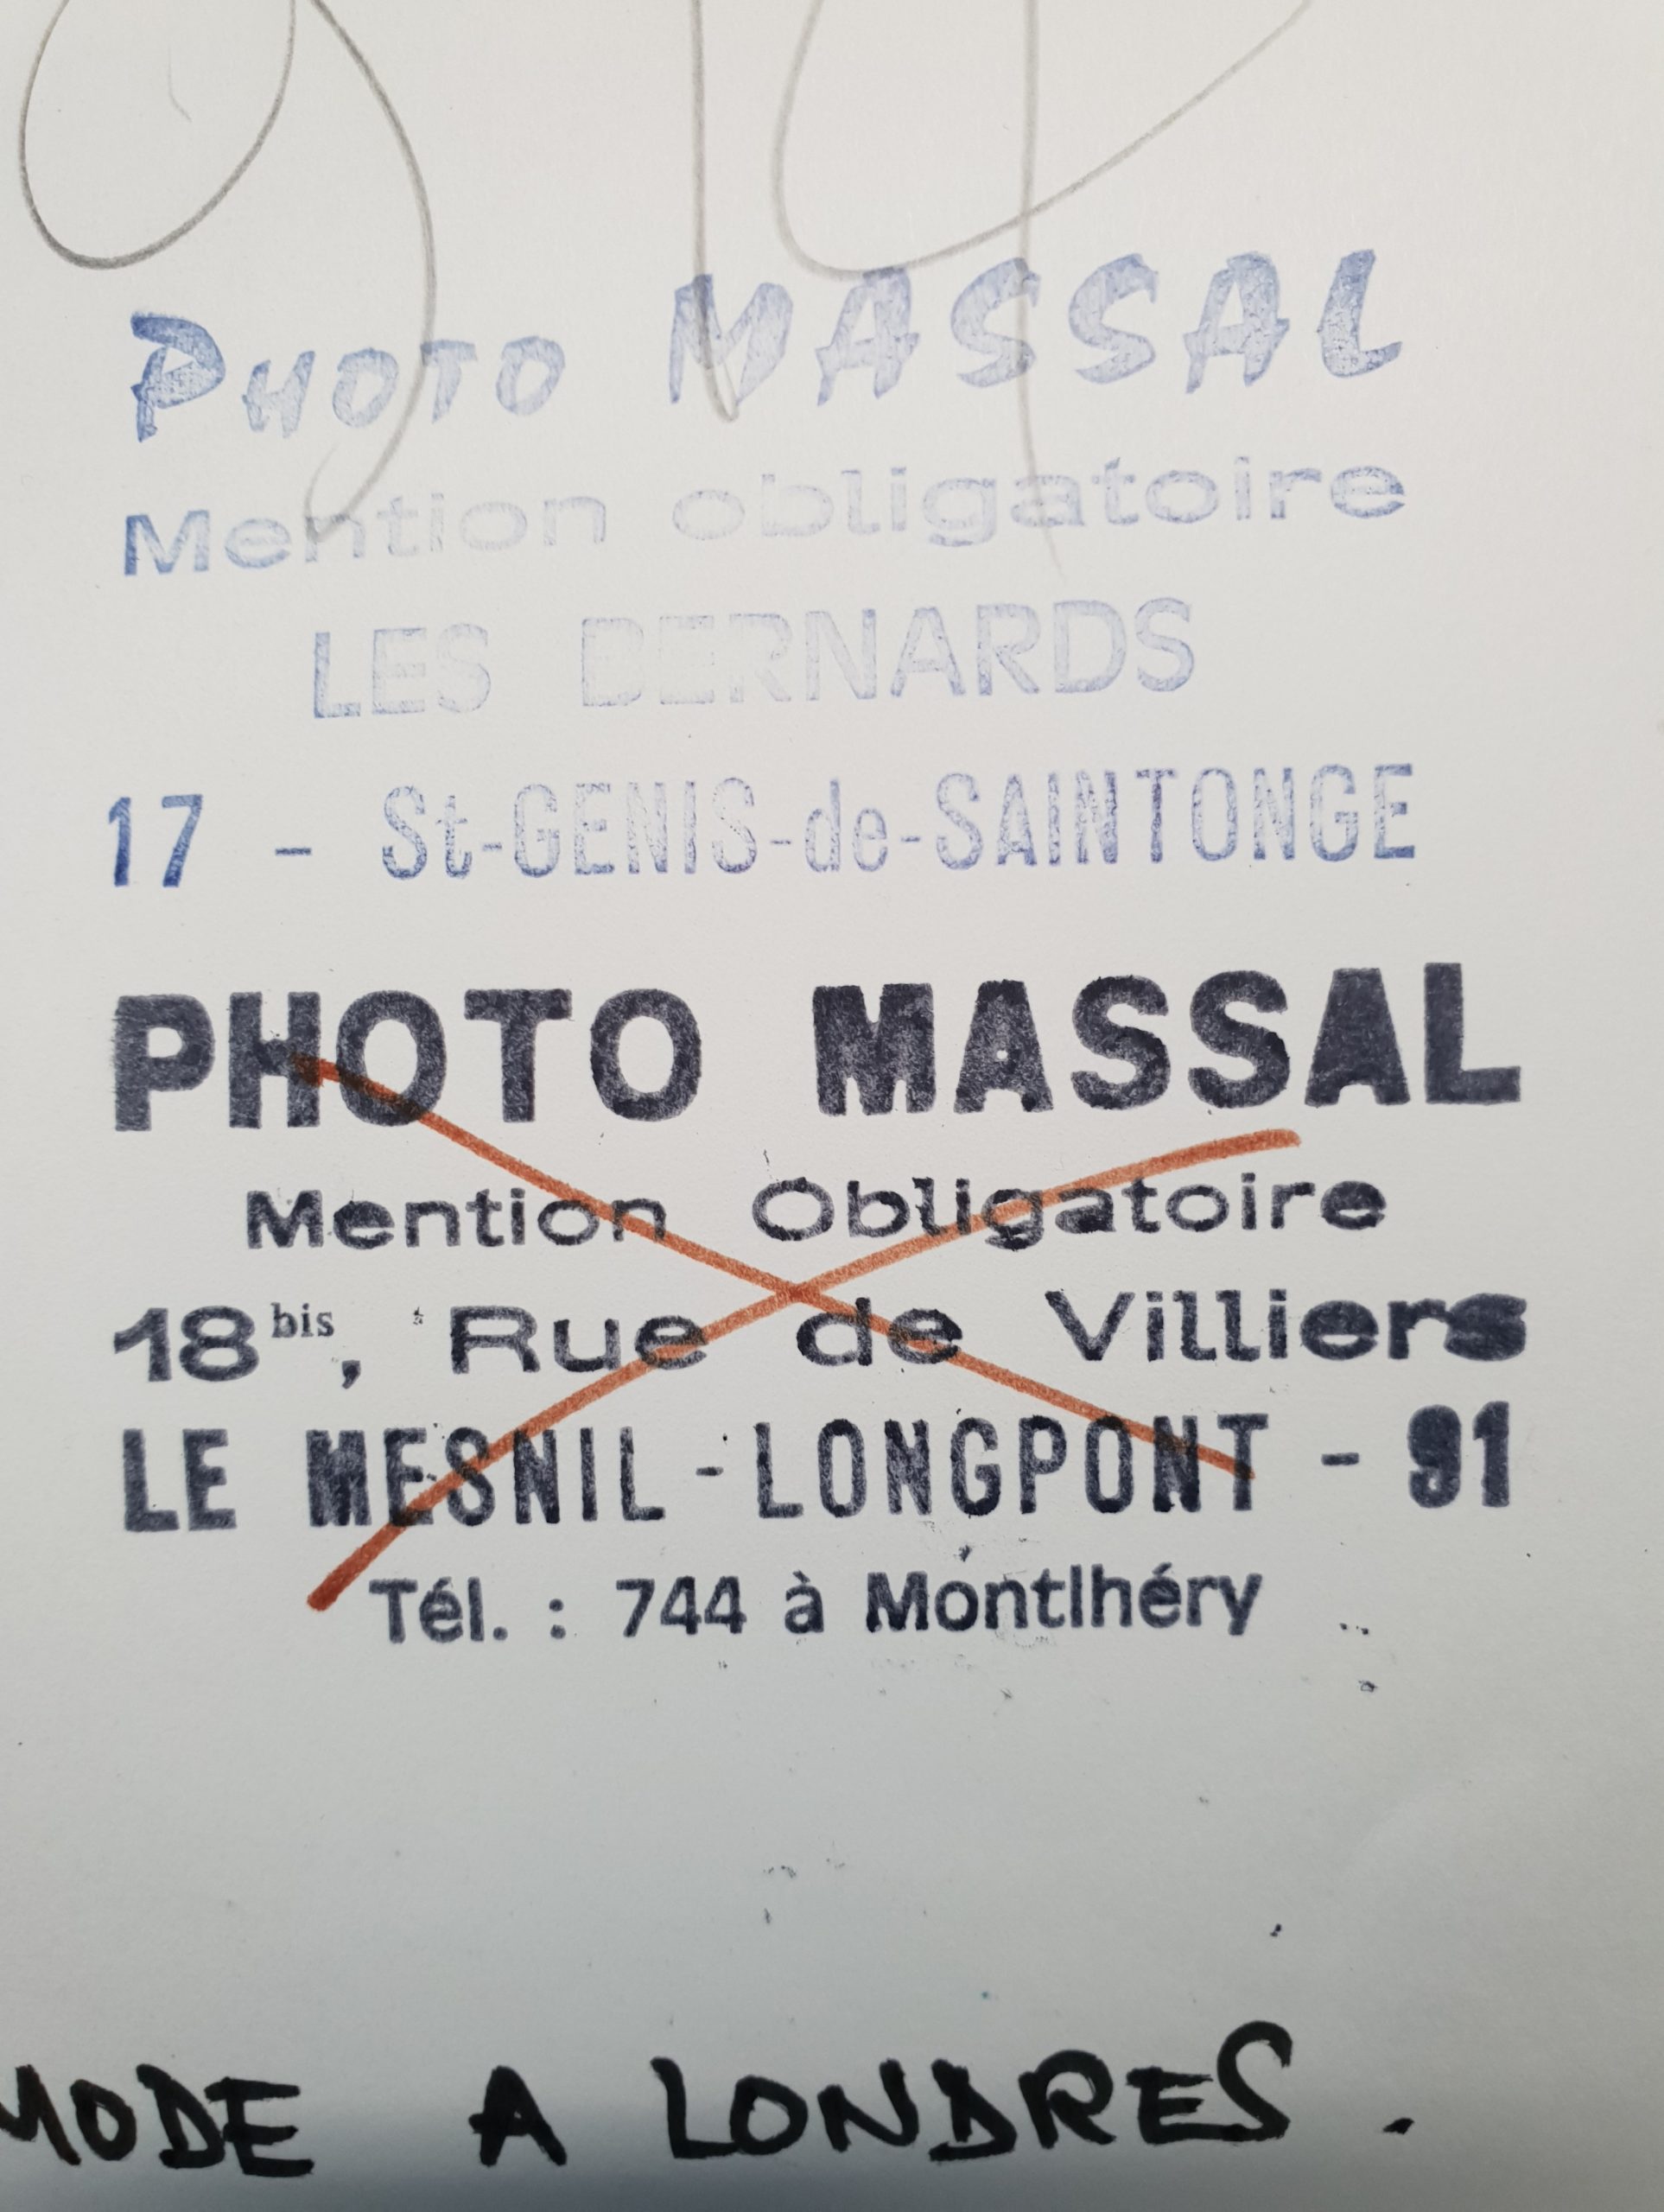 PHOTO MASSAL
Mention obligatoire
LES BERNARDS
17 - St-GENIS-de-SAINTONGE
PHOTO MASSAL
Mention Obligatoire
18bis, Rue de Villiers
LE MESNIL-LONGPONT - 91
Tél. : 744 à Montlhéry
MODE A LONDRES.